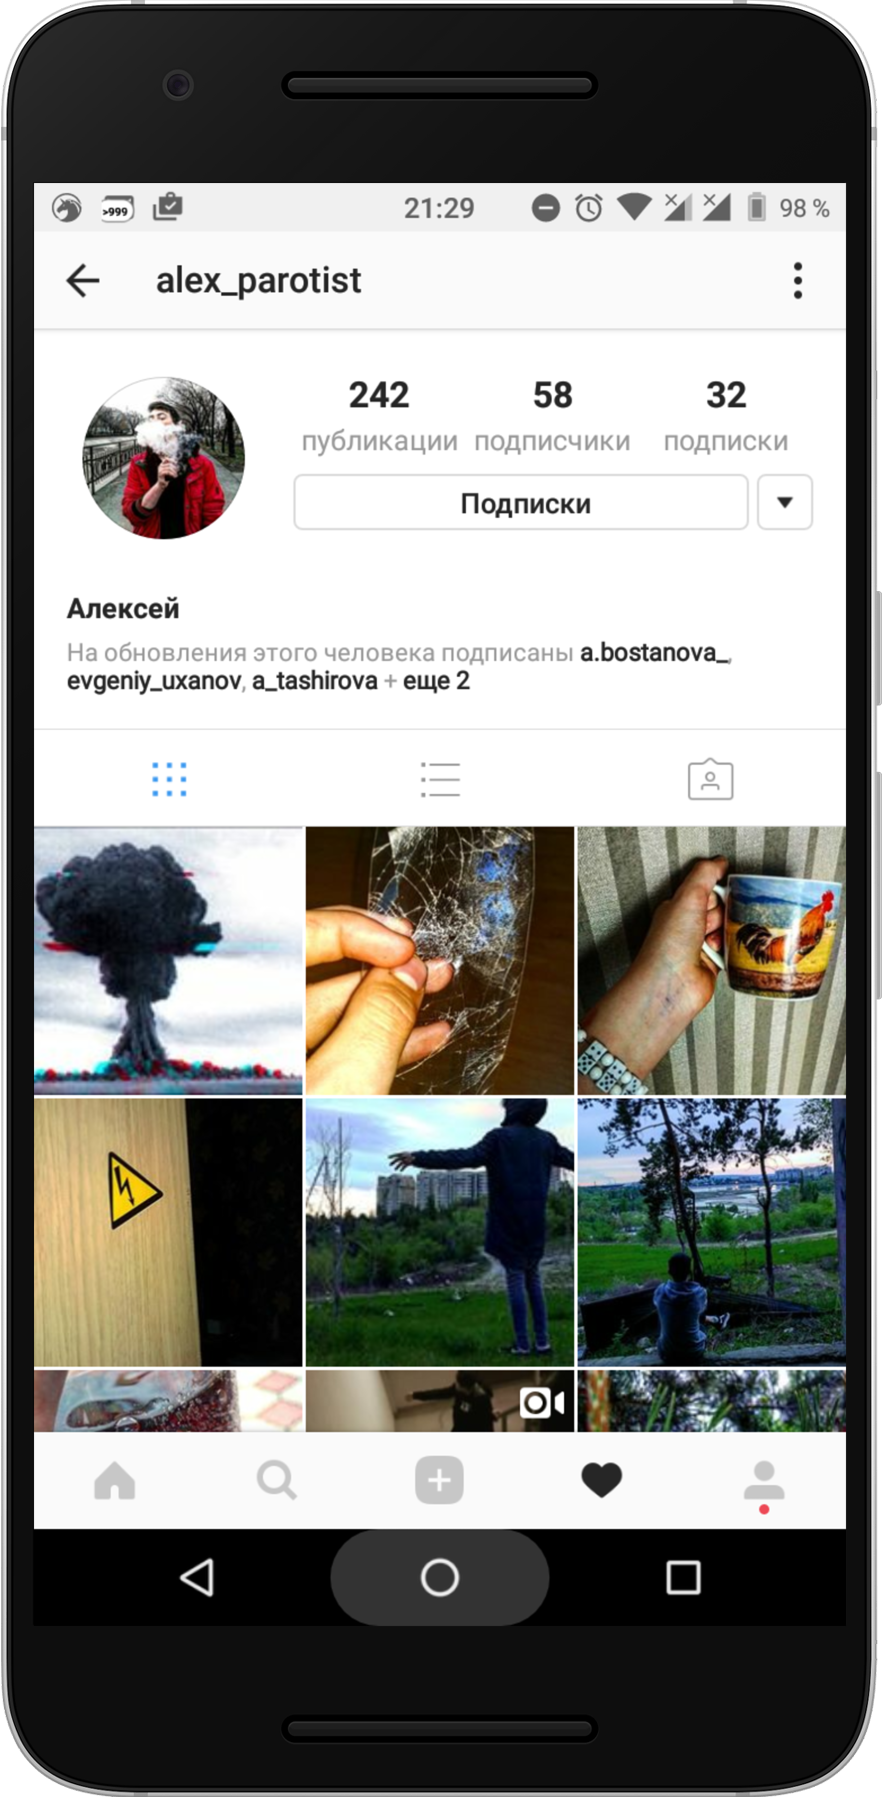 >999 21:29 98 %
alex_parotist
242 58 32
публикации подписчики подписки
Подписки
Алексей
На обновления этого человека подписаны a.bostanova_,
evgeniy_uxanov, a_tashirova + еще 2